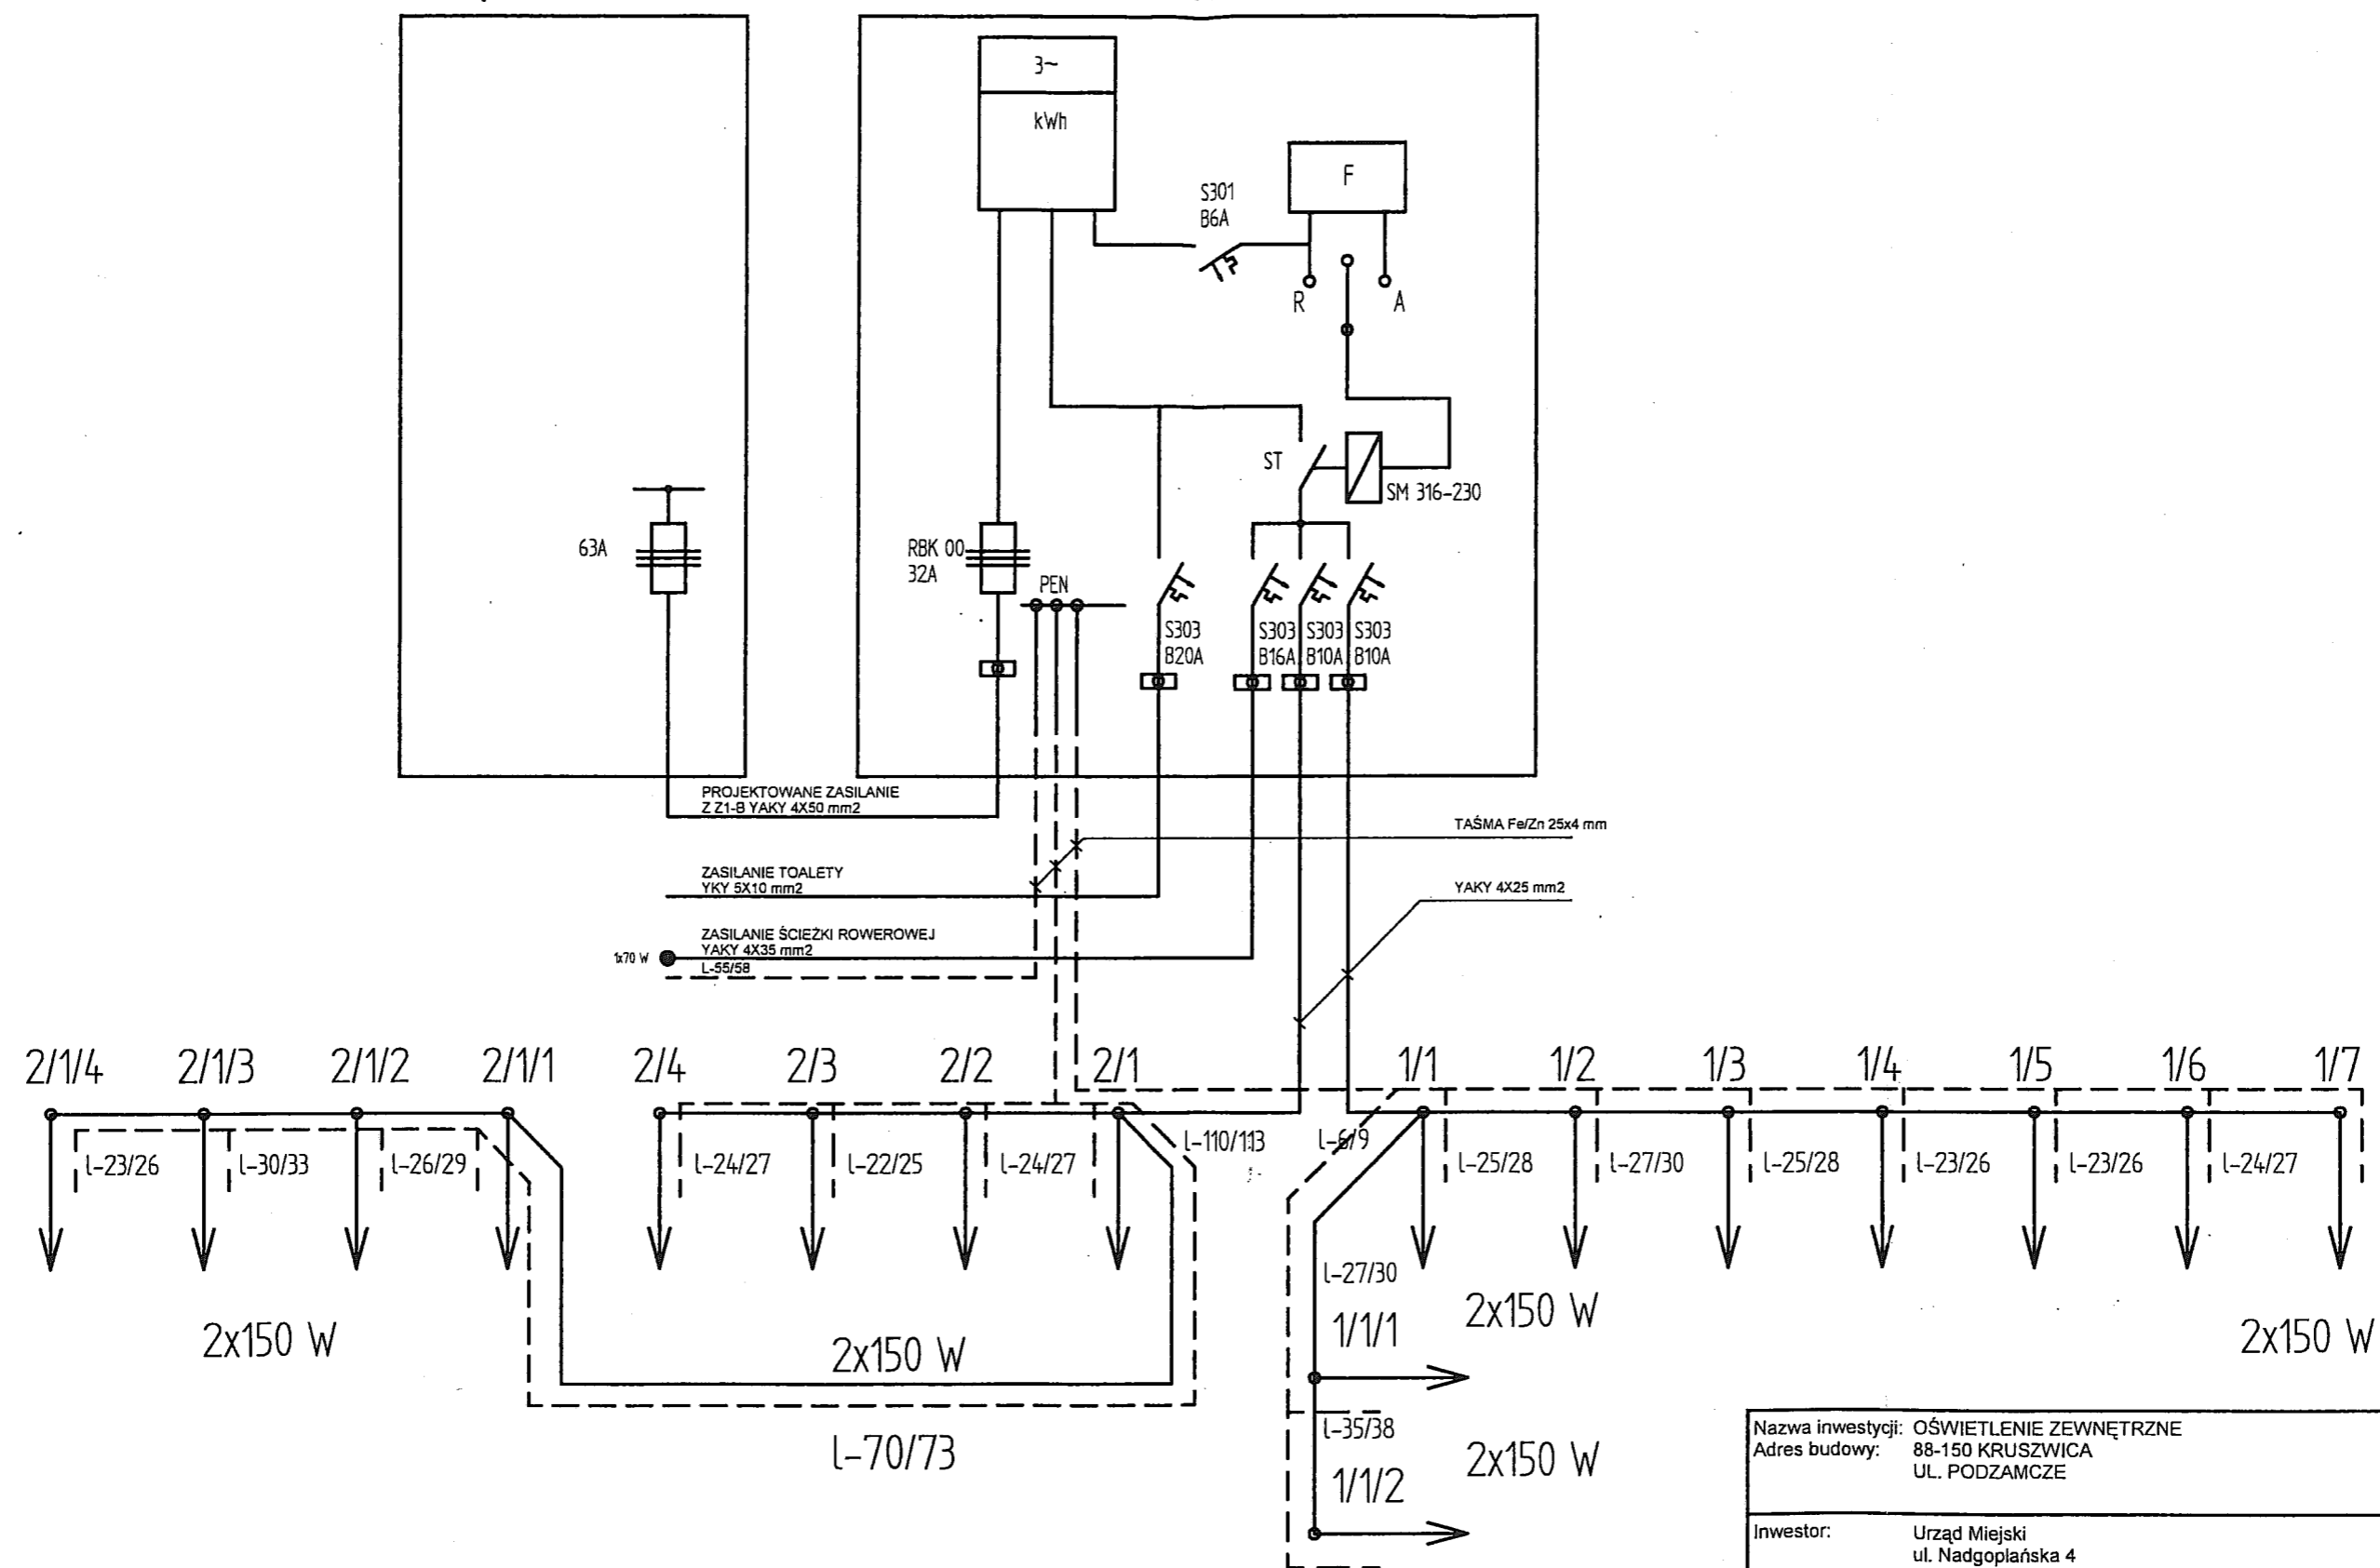 3~
kWh
F
S301
B6A
R
A
ST
SM 316-230
63A
RBK 00
32A
PEN
S303
B20A
S303
B16A
S303
B10A
S303
B10A
PROJEKTOWANE ZASILANIE
Z Z1-B YAKY 4X50 mm2
TAŚMA Fe/Zn 25x4 mm
ZASILANIE TOALETY
YKY 5X10 mm2
YAKY 4X25 mm2
ZASILANIE ŚCIEŻKI ROWEROWEJ
YAKY 4X35 mm2
1x70 W
L-55/58
2/1/4
2/1/3
2/1/2
2/1/1
2/4
2/3
2/2
2/1
1/1
1/2
1/3
1/4
1/5
1/6
1/7
l-23/26
l-30/33
l-26/29
l-24/27
l-22/25
l-24/27
l-110/113
l-6/9
l-25/28
l-27/30
l-25/28
l-23/26
l-23/26
l-24/27
l-27/30
2x150 W
2x150 W
1/1/1
2x150 W
2x150 W
l-70/73
l-35/38
2x150 W
1/1/2
Nazwa inwestycji: OŚWIETLENIE ZEWNĘTRZNE
Adres budowy: 88-150 KRUSZWICA
UL. PODZAMCZE
Inwestor: Urząd Miejski
ul. Nadgoplańska 4